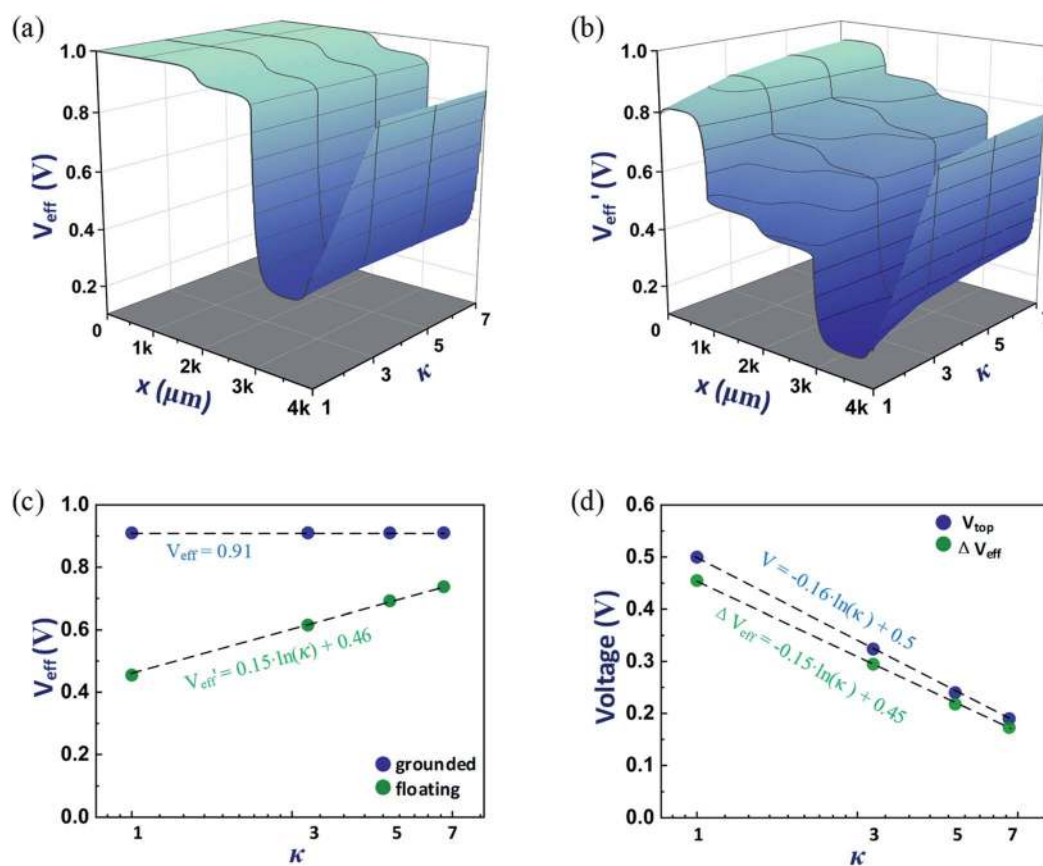 (a)
1.0
0.8
0.6
0.4
0.2
V_eff (V)
0
1k
2k
3k
4k
x (μm)
1
3
5
7
κ
(b)
1.0
0.8
0.6
0.4
0.2
V_eff' (V)
0
1k
2k
3k
4k
x (μm)
1
3
5
κ
(c)
1.0
0.8
0.6
0.4
0.2
0.0
V_eff (V)
V_eff = 0.91
V_eff' = 0.15·ln(κ) + 0.46
grounded
floating
1
3
5
7
κ
(d)
0.6
0.5
0.4
0.3
0.2
0.1
0.0
Voltage (V)
V_top
Δ V_eff
V = -0.16·ln(κ) + 0.5
Δ V_eff = -0.15·ln(κ) + 0.45
1
3
5
7
κ